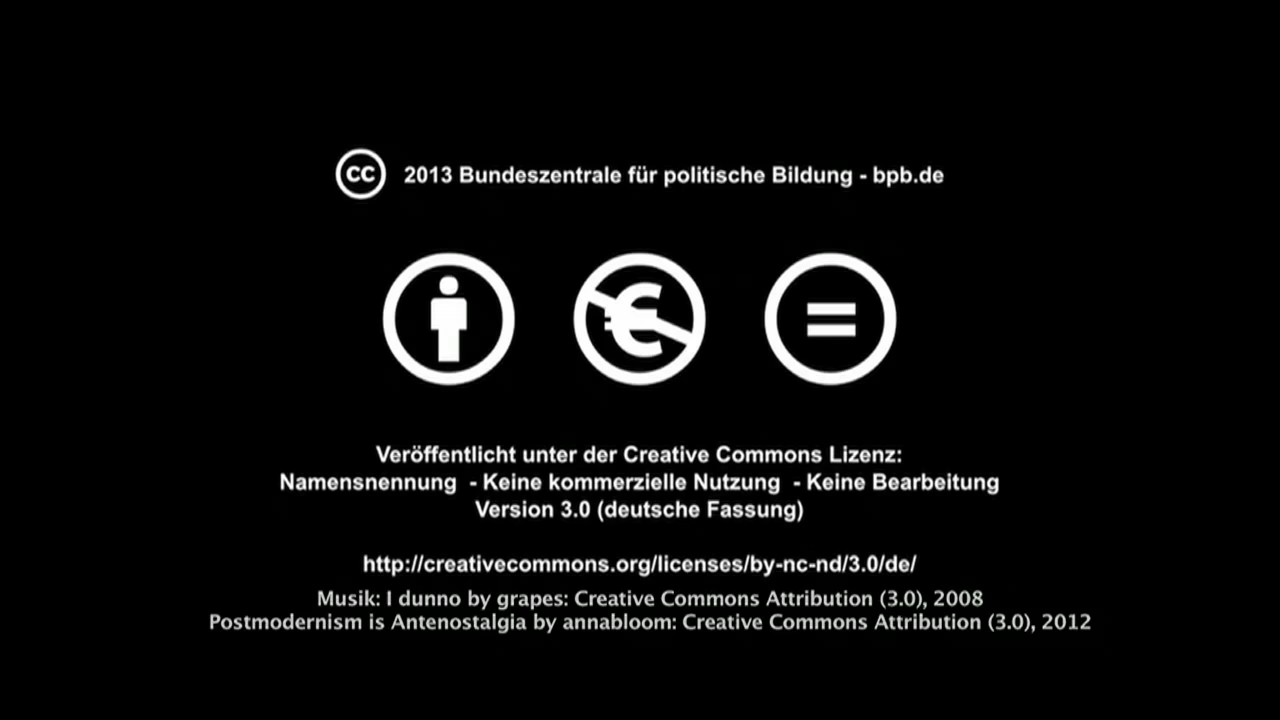 cc 2013 Bundeszentrale für politische Bildung - bpb.de
€
=
Veröffentlicht unter der Creative Commons Lizenz:
Namensnennung - Keine kommerzielle Nutzung - Keine Bearbeitung
Version 3.0 (deutsche Fassung)
http://creativecommons.org/licenses/by-nc-nd/3.0/de/
Musik: I dunno by grapes: Creative Commons Attribution (3.0), 2008
Postmodernism is Antenostalgia by annabloom: Creative Commons Attribution (3.0), 2012